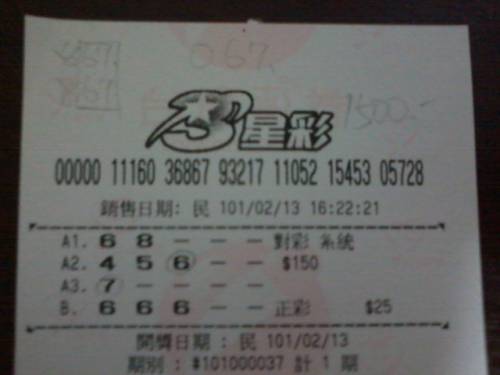 067
1500.-
3星彩
00000 11160 36867 93217 11052 15453 05728
銷售日期: 民 101/02/13 16:22:21
A1. 6 8 - - - 對彩 系統
A2. 4 5 6 - - $150
A3. 7 - - - -
B. 6 6 6 - - 正彩 $25
開獎日期 : 民 101/02/13
期別 : #101000037 計 1 期